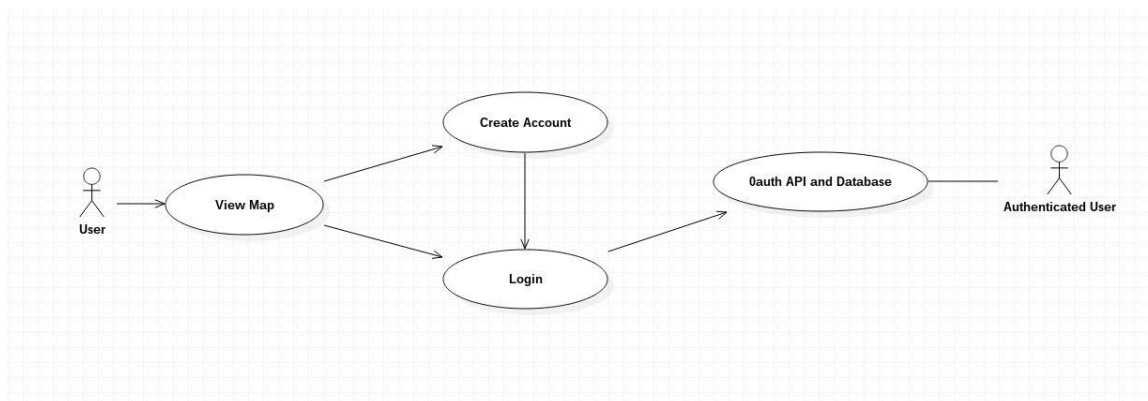 Create Account
0auth API and Database
View Map
User
Authenticated User
Login